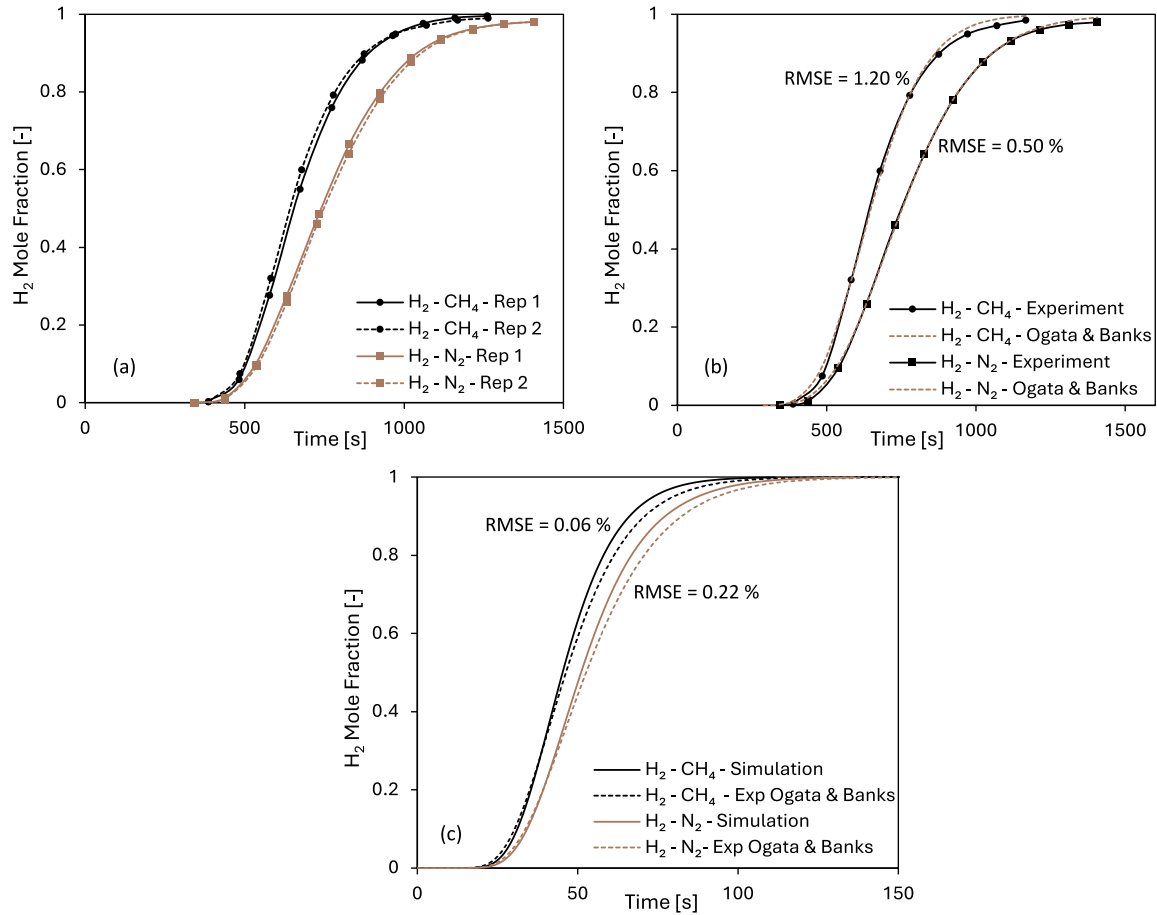 H₂ Mole Fraction [-]
1
0.8
0.6
0.4
0.2
0
0
500
1000
1500
Time [s]
(a)
H₂ - CH₄ - Rep 1
H₂ - CH₄ - Rep 2
H₂ - N₂- Rep 1
H₂ - N₂ - Rep 2
H₂ Mole Fraction [-]
1
0.8
0.6
0.4
0.2
0
0
500
1000
1500
Time [s]
RMSE = 1.20 %
RMSE = 0.50 %
(b)
H₂ - CH₄ - Experiment
H₂ - CH₄ - Ogata & Banks
H₂ - N₂ - Experiment
H₂ - N₂ - Ogata & Banks
H₂ Mole Fraction [-]
1
0.8
0.6
0.4
0.2
0
0
50
100
150
Time [s]
RMSE = 0.06 %
RMSE = 0.22 %
(c)
H₂ - CH₄ - Simulation
H₂ - CH₄ - Exp Ogata & Banks
H₂ - N₂ - Simulation
H₂ - N₂- Exp Ogata & Banks